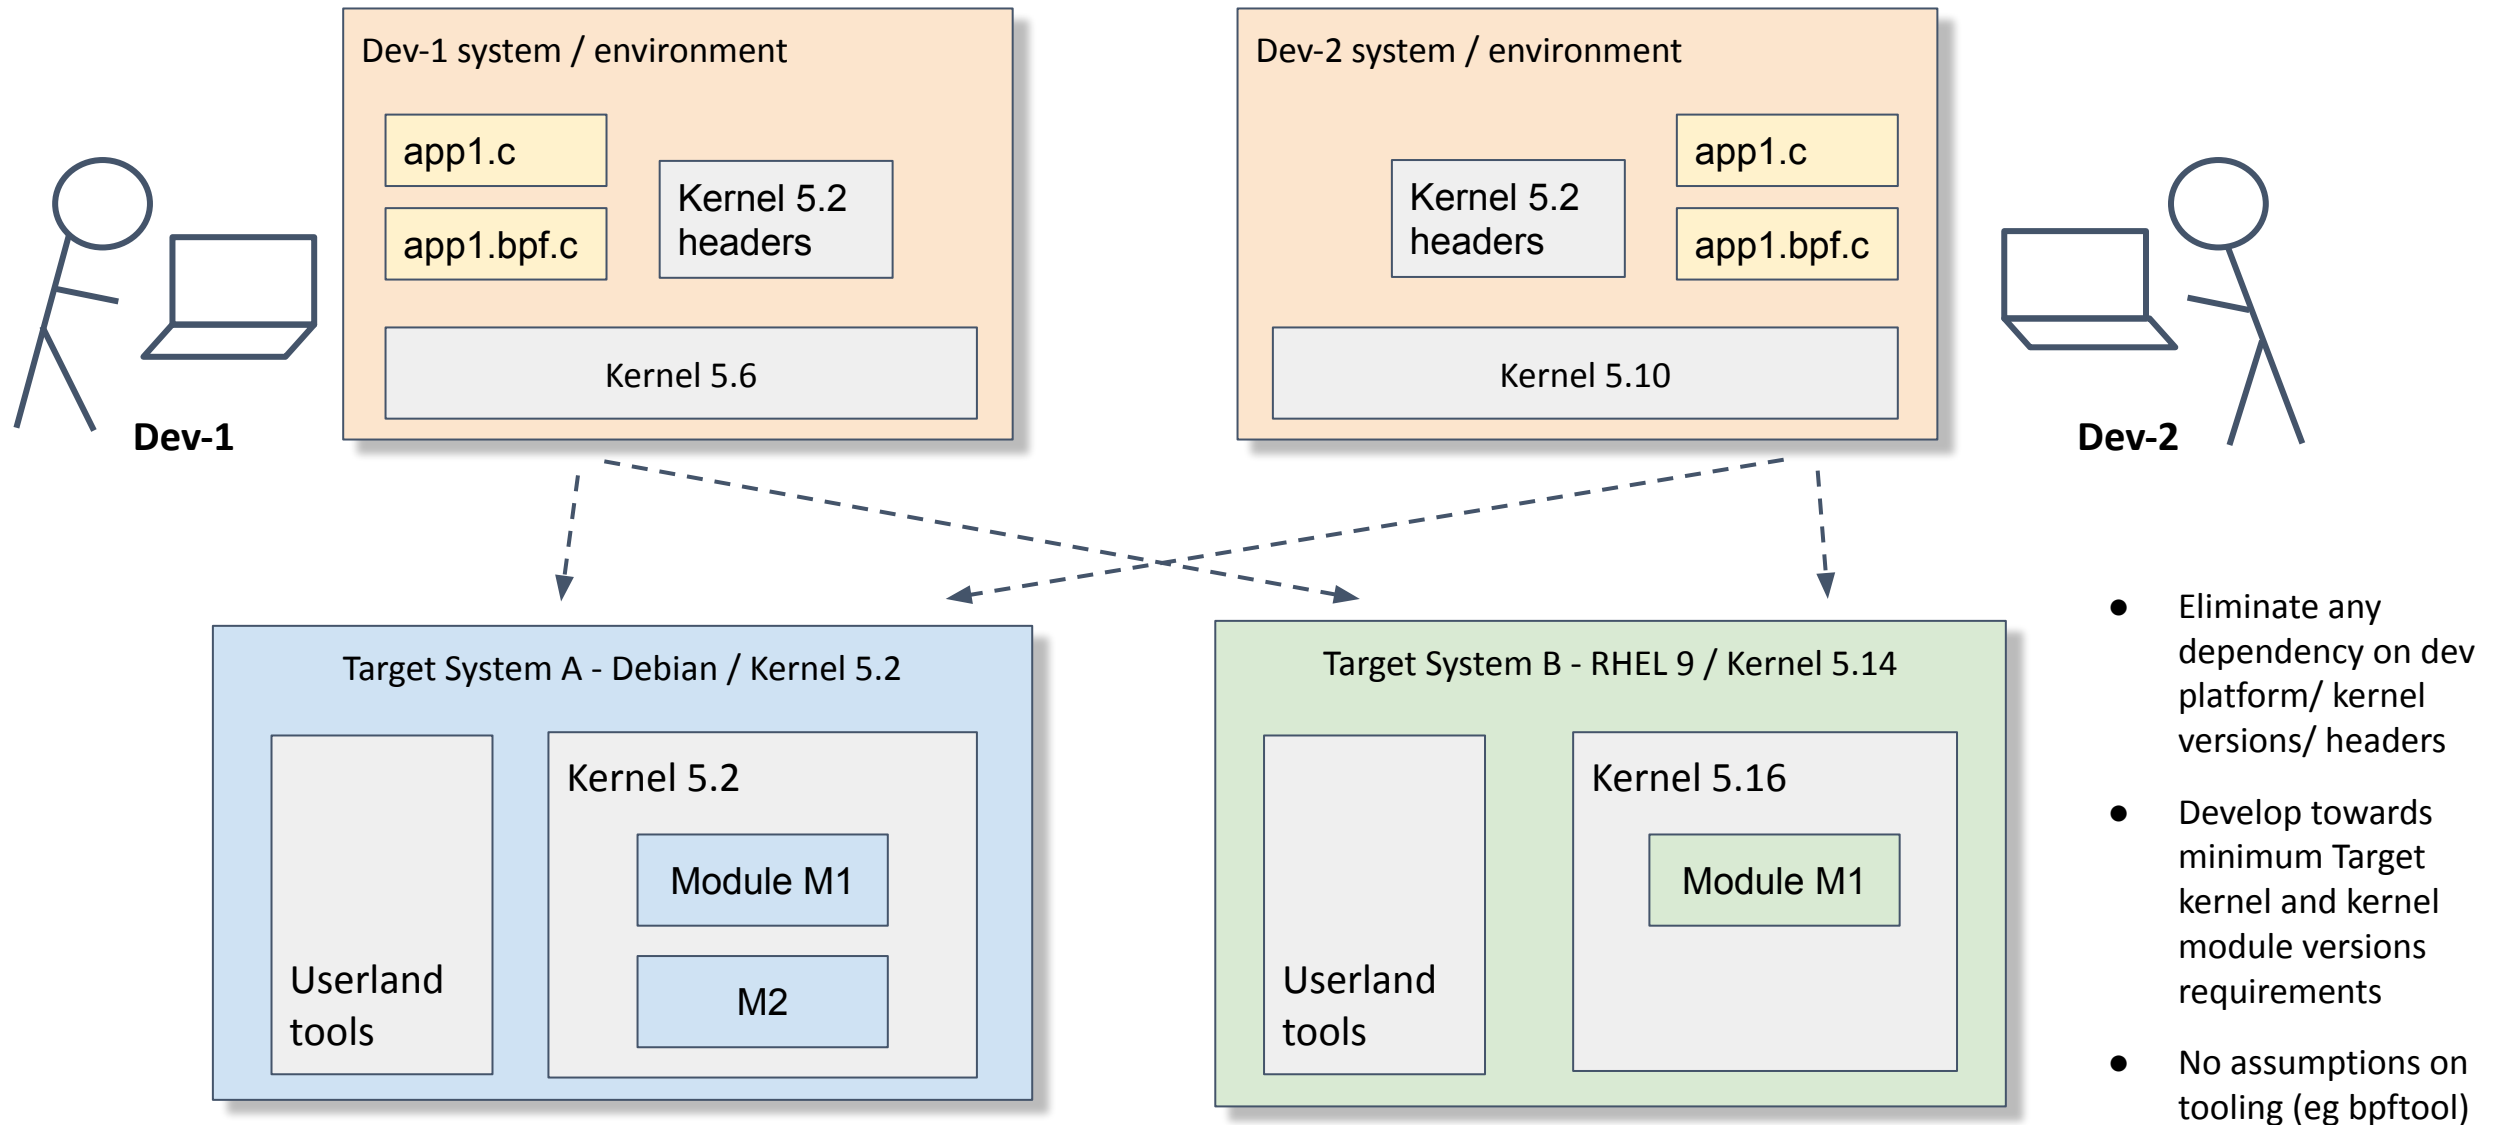 Dev-1 system / environment
app1.c
app1.bpf.c
Kernel 5.2
headers
Kernel 5.6
Dev-1
Dev-2 system / environment
Kernel 5.2
headers
app1.c
app1.bpf.c
Kernel 5.10
Dev-2
Target System A - Debian / Kernel 5.2
Userland
tools
Kernel 5.2
Module M1
M2
Target System B - RHEL 9 / Kernel 5.14
Userland
tools
Kernel 5.16
Module M1
● Eliminate any
dependency on dev
platform/ kernel
versions/ headers
● Develop towards
minimum Target
kernel and kernel
module versions
requirements
● No assumptions on
tooling (eg bpftool)